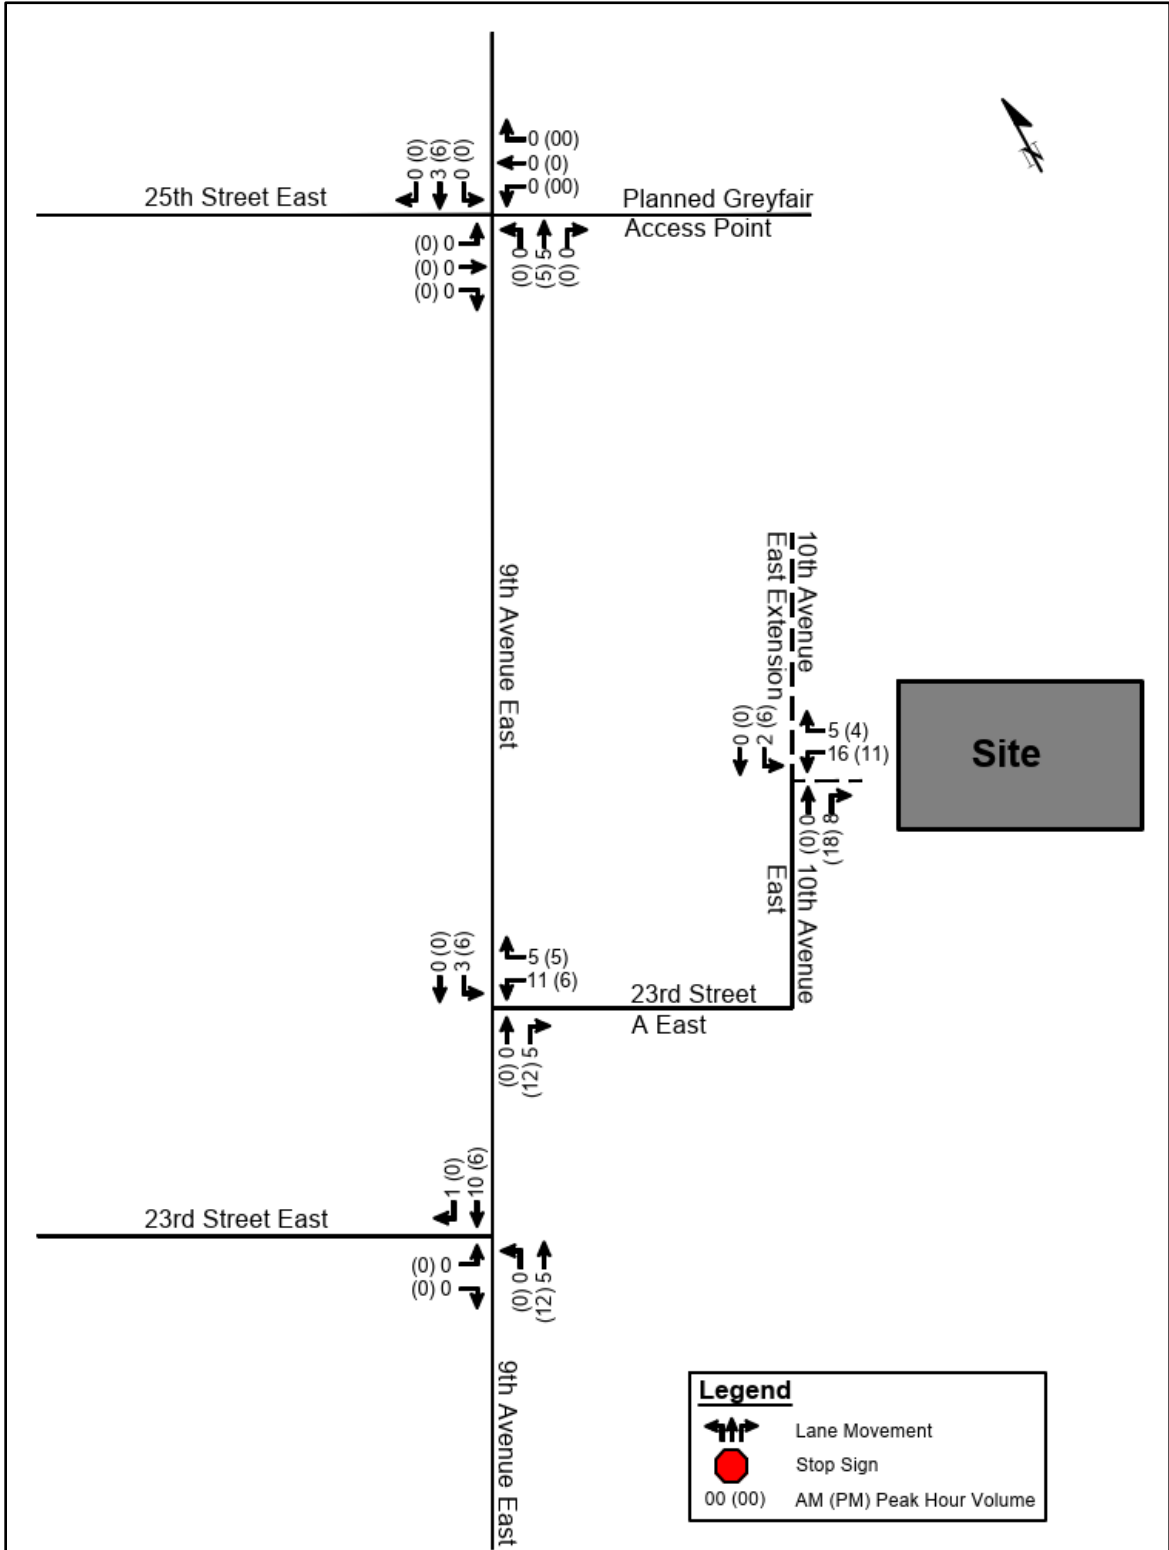 0 (0)
3 (6)
0 (0)
0 (00)
0 (0)
0 (00)
25th Street East
Planned Greyfair
Access Point
(0) 0
(0) 0
(0) 0
(0) 0
(5) 5
(0) 0
N
9th Avenue East
10th Avenue
East Extension
0 (0)
2 (6)
5 (4)
16 (11)
Site
0 (0)
8 (18)
10th Avenue
East
0 (0)
3 (6)
5 (5)
11 (6)
23rd Street
A East
(0) 0
(12) 5
1 (0)
10 (6)
23rd Street East
(0) 0
(0) 0
(0) 0
(12) 5
9th Avenue East
Legend
Lane Movement
Stop Sign
00 (00) AM (PM) Peak Hour Volume